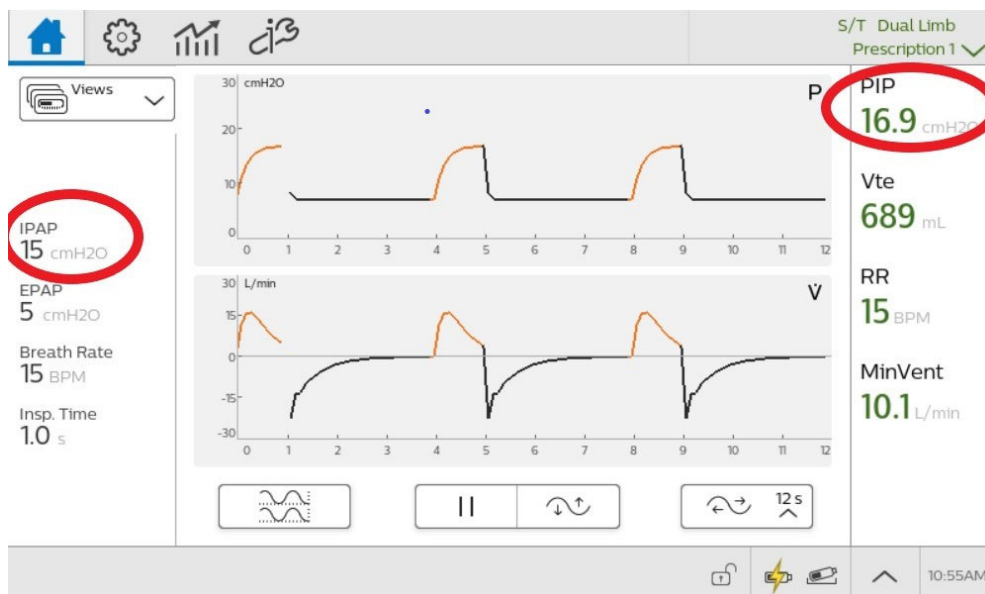 S/T Dual Limb
Prescription 1
Views
IPAP
15 cmH2O
EPAP
5 cmH2O
Breath Rate
15 BPM
Insp. Time
1.0 s
30 cmH2O
P
20
10
0
0 1 2 3 4 5 6 7 8 9 10 11 12
30 L/min
V̇
15
0
-15
-30
0 1 2 3 4 5 6 7 8 9 10 11 12
12 s
PIP
16.9 cmH2O
Vte
689 mL
RR
15 BPM
MinVent
10.1 L/min
10:55AM